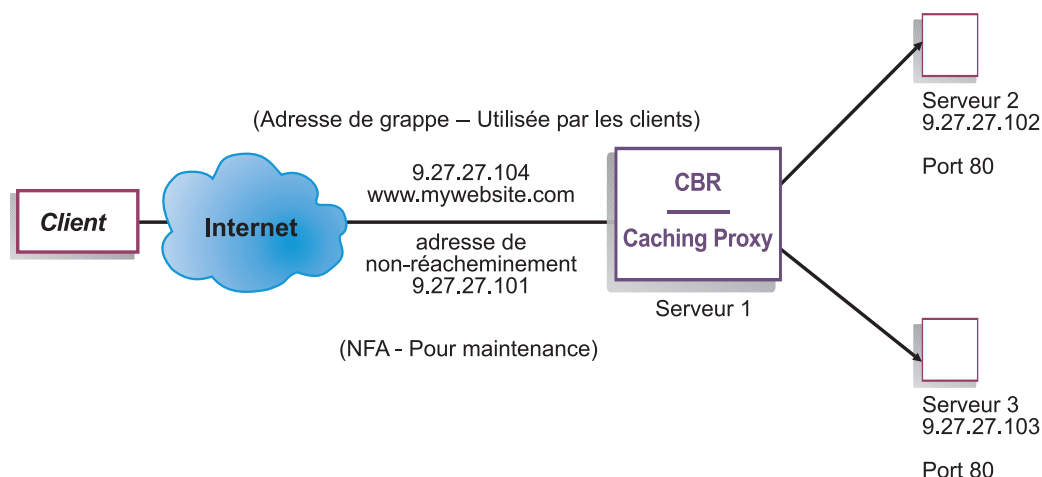 (Adresse de grappe – Utilisée par les clients)
9.27.27.104
www.mywebsite.com
Client
Internet
adresse de
non-réacheminement
9.27.27.101
(NFA - Pour maintenance)
CBR
Caching Proxy
Serveur 1
Serveur 2
9.27.27.102
Port 80
Serveur 3
9.27.27.103
Port 80